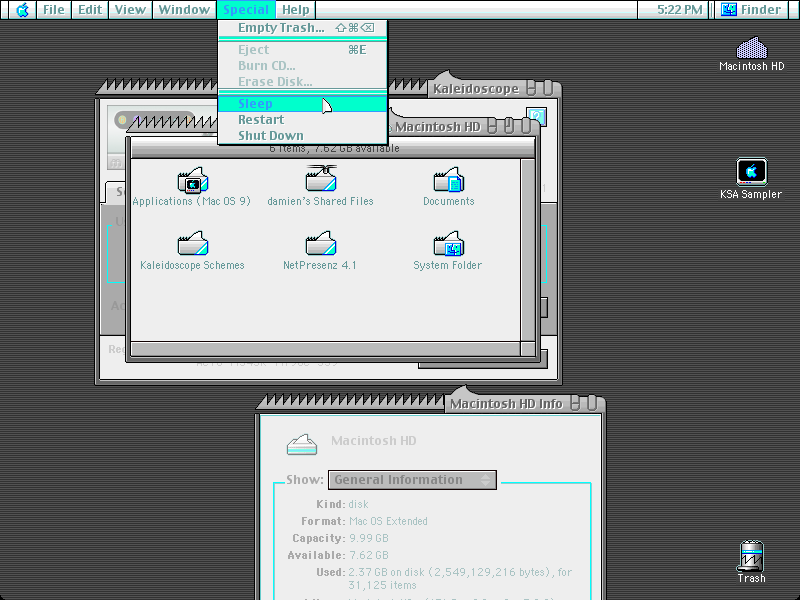 File Edit View Window Special Help 5:22 PM Finder
Empty Trash... ⇧⌘⌫
Eject ⌘E
Burn CD...
Erase Disk...
Sleep
Restart
Shut Down
Macintosh HD
KSA Sampler
Trash
Kaleidoscope
Macintosh HD
6 items, 7.62 GB available
Applications (Mac OS 9) damien's Shared Files Documents
Kaleidoscope Schemes NetPresenz 4.1 System Folder
Macintosh HD Info
Macintosh HD
Show: General Information
Kind: disk
Format: Mac OS Extended
Capacity: 9.99 GB
Available: 7.62 GB
Used: 2.37 GB on disk (2,549,129,216 bytes), for
31,125 items